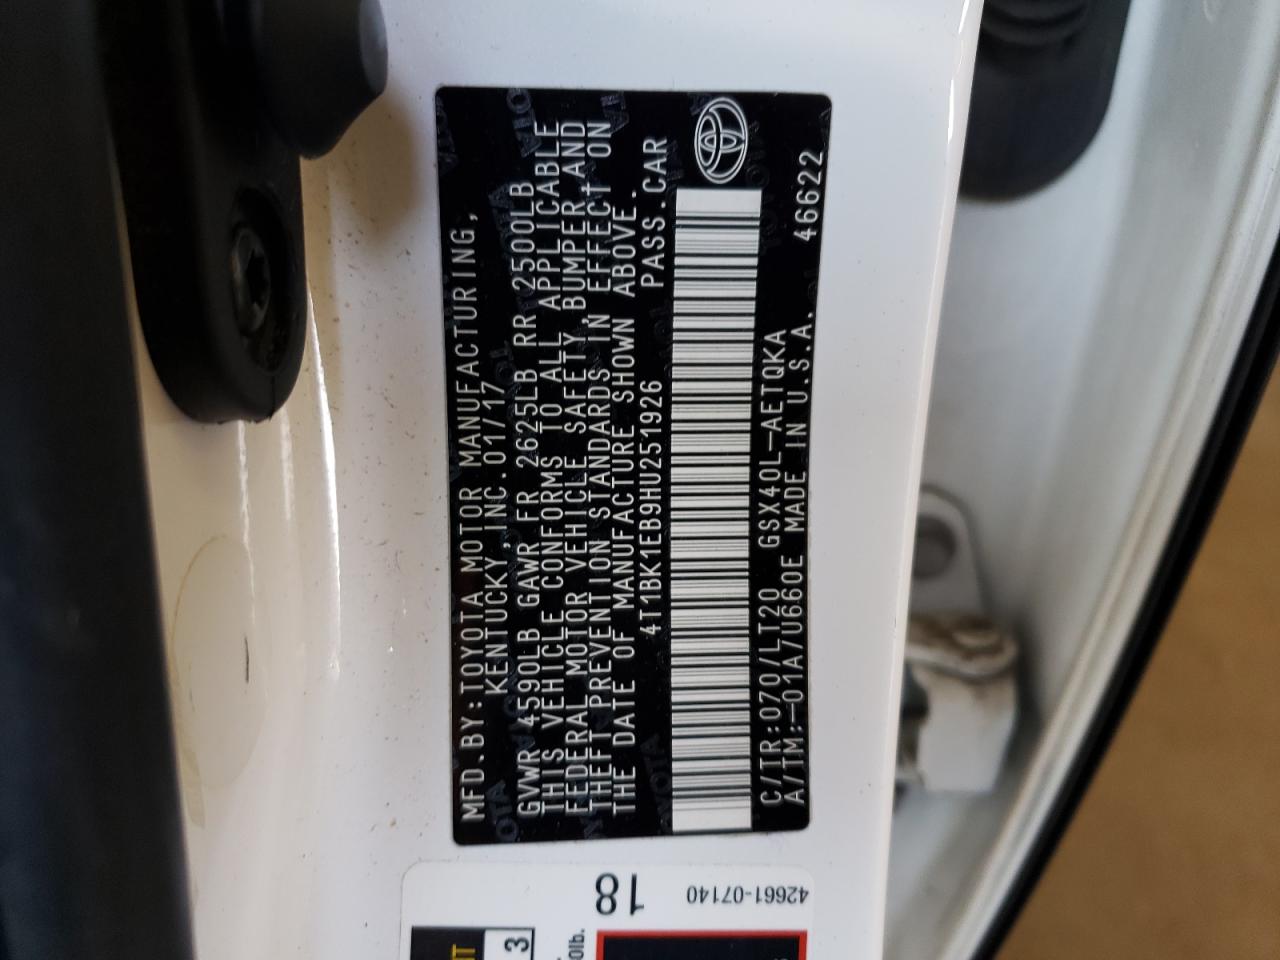 MFD.BY:TOYOTA MOTOR MANUFACTURING,
KENTUCKY,INC. 01/17
GVWR 4590LB GAWR FR 2625LB RR 2500LB
THIS VEHICLE CONFORMS TO ALL APPLICABLE
FEDERAL MOTOR VEHICLE SAFETY,BUMPER,AND
THEFT PREVENTION STANDARDS IN EFFECT ON
THE DATE OF MANUFACTURE SHOWN ABOVE.
4T1BK1EB9HU251926 PASS.CAR
C/TR:070/LT20 GSX40L-AETQKA
A/TM:-01A/U660E MADE IN U.S.A. 46622
18
42661-07140
3